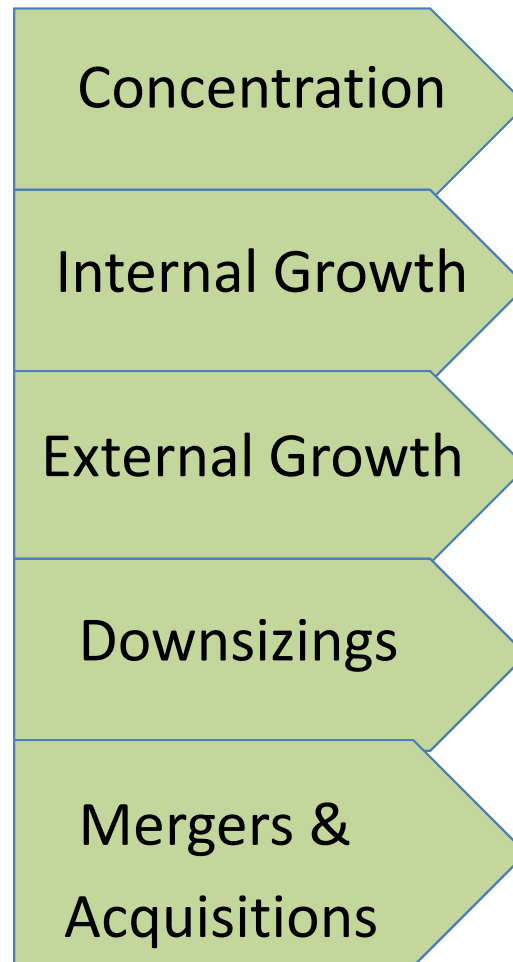 Concentration
Internal Growth
External Growth
Downsizings
Mergers &
Acquisitions